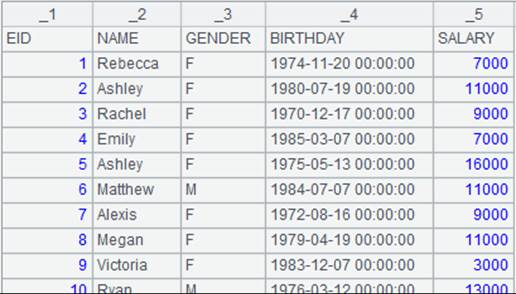 _1 _2 _3 _4 _5
EID NAME GENDER BIRTHDAY SALARY
1 Rebecca F 1974-11-20 00:00:00 7000
2 Ashley F 1980-07-19 00:00:00 11000
3 Rachel F 1970-12-17 00:00:00 9000
4 Emily F 1985-03-07 00:00:00 7000
5 Ashley F 1975-05-13 00:00:00 16000
6 Matthew M 1984-07-07 00:00:00 11000
7 Alexis F 1972-08-16 00:00:00 9000
8 Megan F 1979-04-19 00:00:00 11000
9 Victoria F 1983-12-07 00:00:00 3000
10 Ryan M 1976-03-12 00:00:00 13000